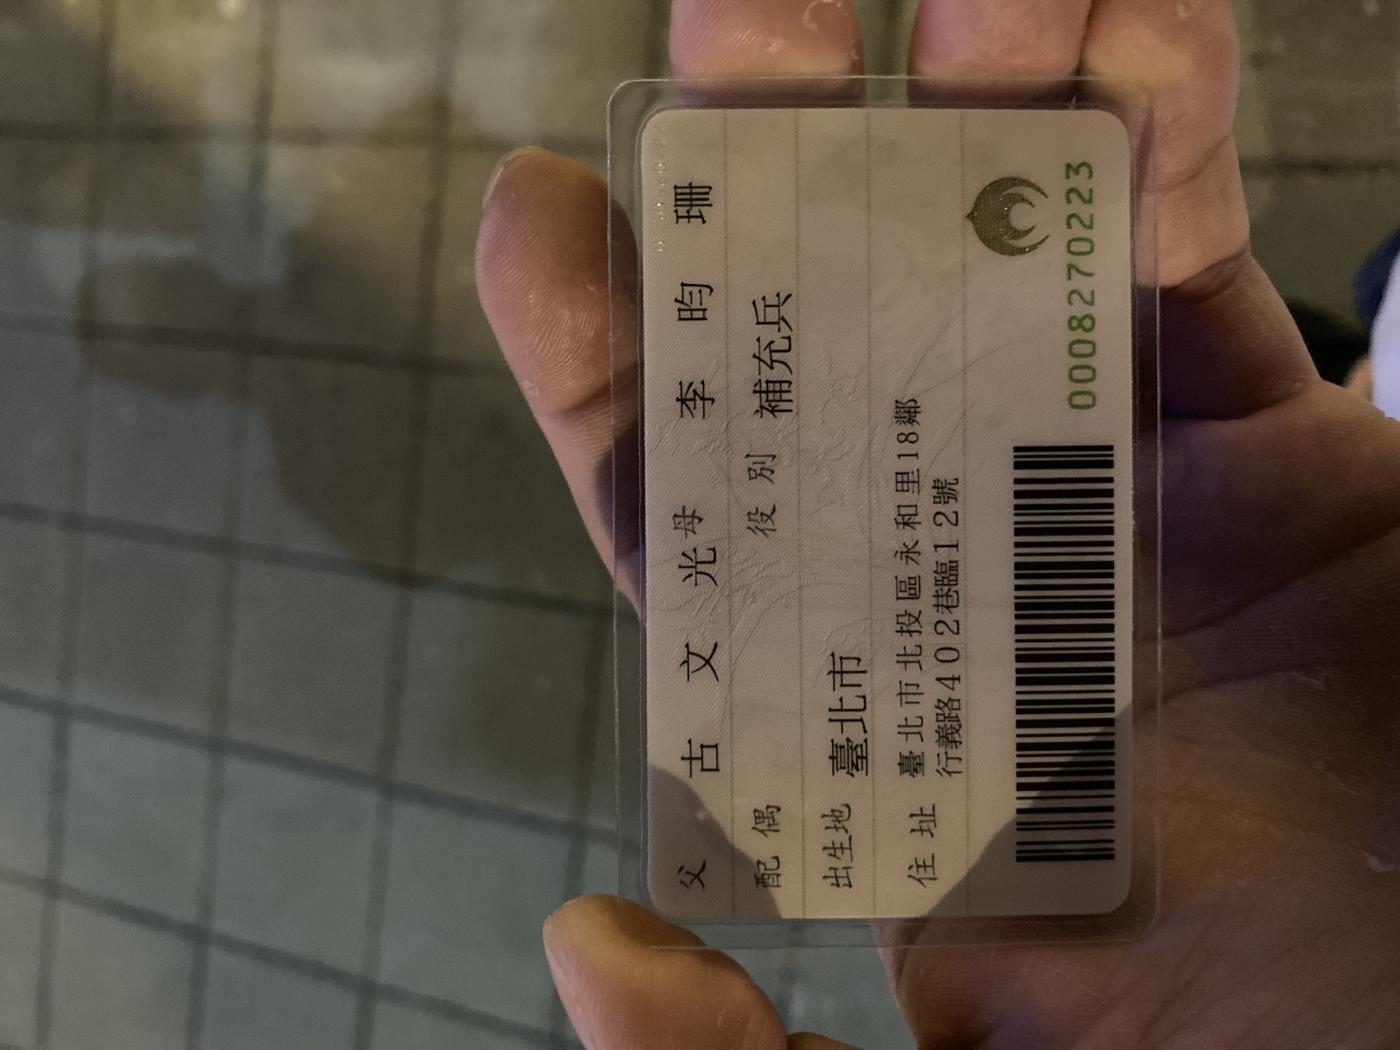 父 古文光 母 李昀珊
配偶 役別 補充兵
出生地 臺北市
住址 臺北市北投區永和里18鄰
行義路402巷臨12號
0008270223